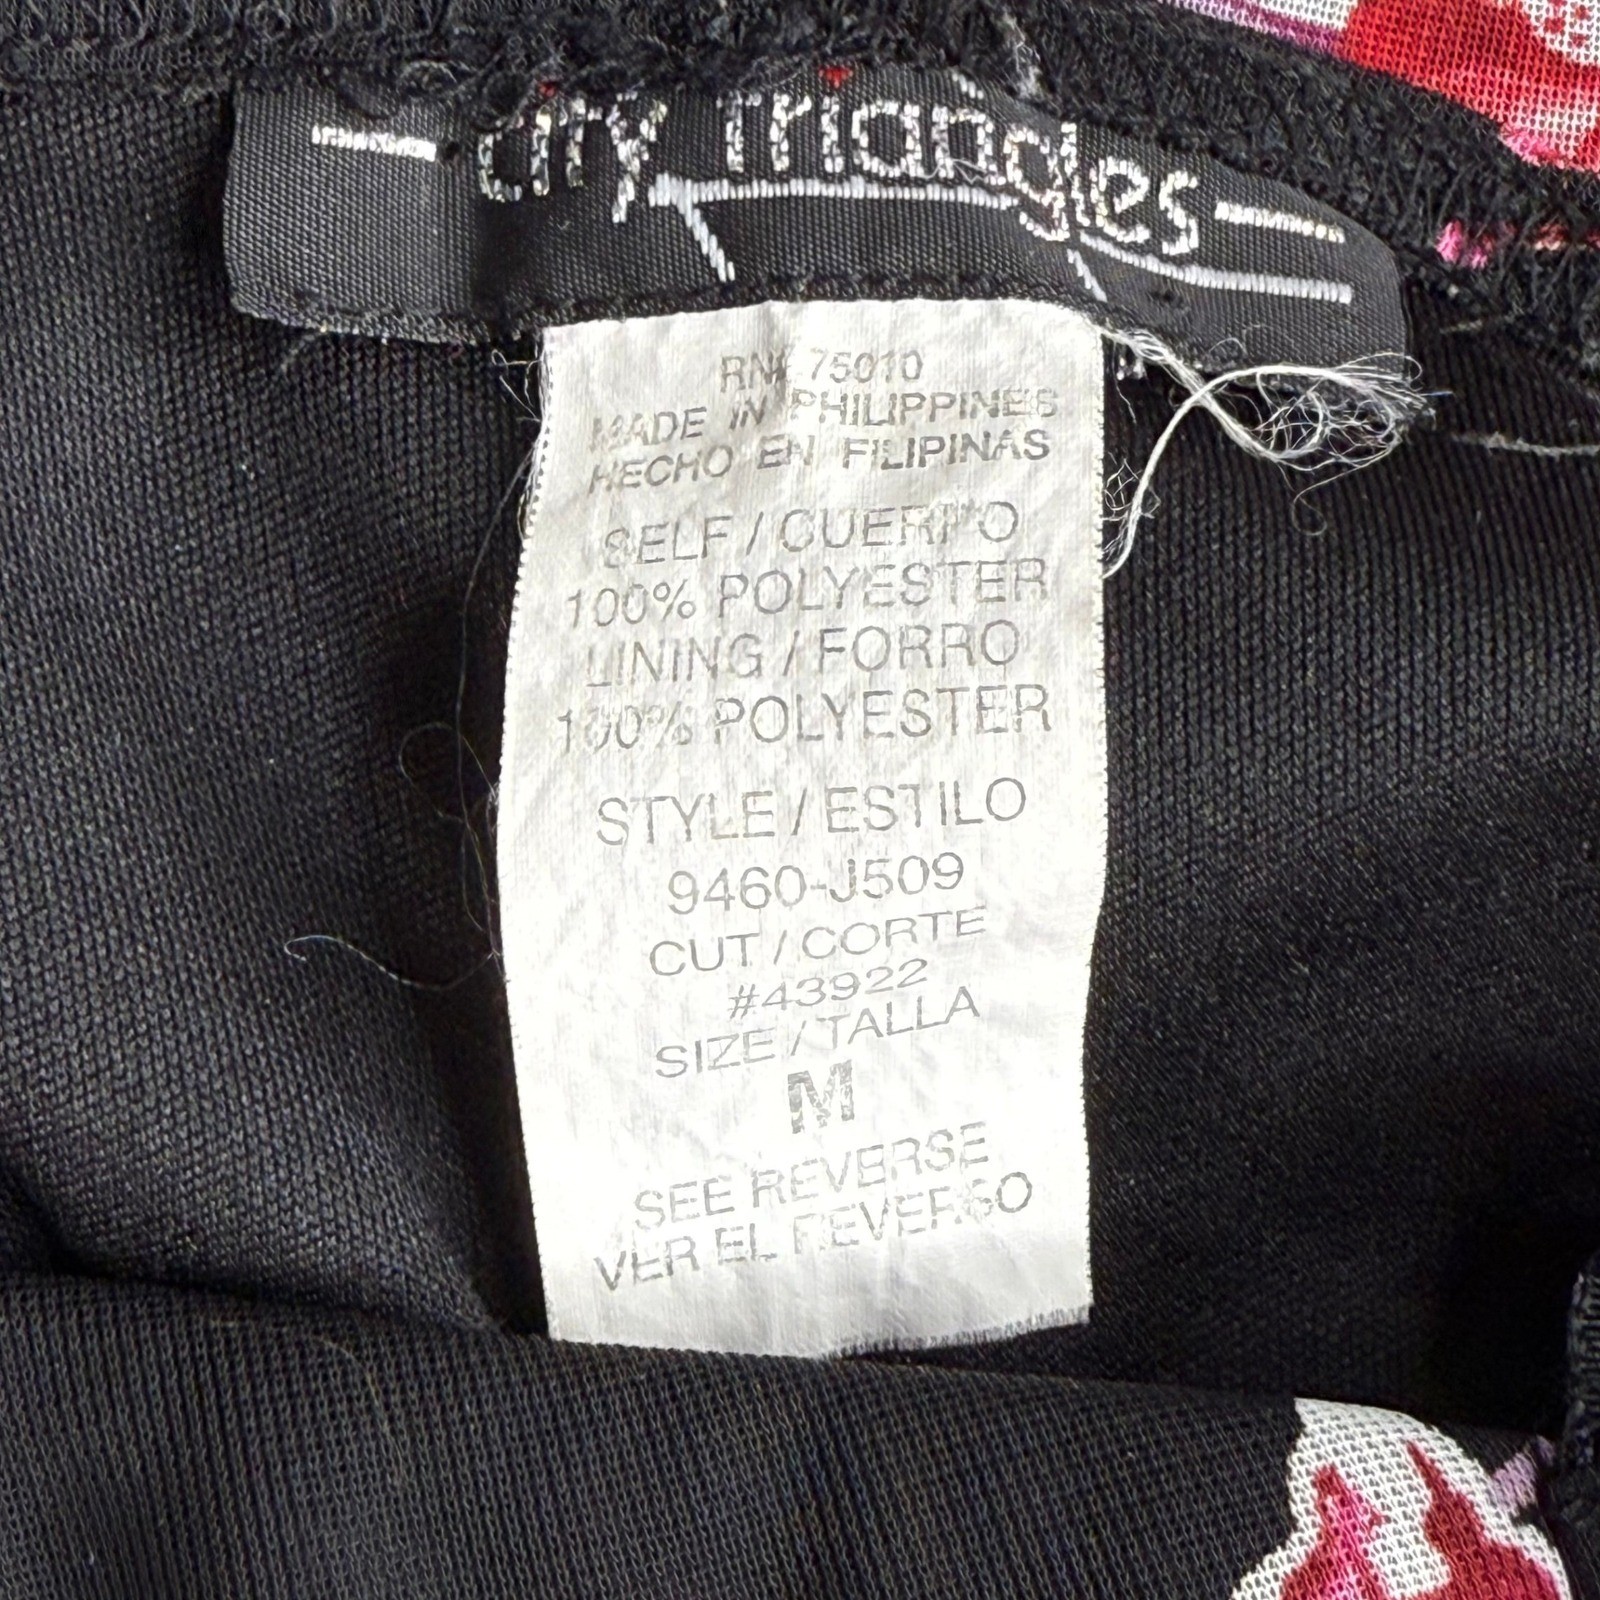 city Triangles
RN# 75010
MADE IN PHILIPPINES
HECHO EN FILIPINAS
SELF / CUERPO
100% POLYESTER
LINING / FORRO
100% POLYESTER
STYLE / ESTILO
9460-J509
CUT / CORTE
#43922
SIZE / TALLA
M
SEE REVERSE
VER EL REVERSO